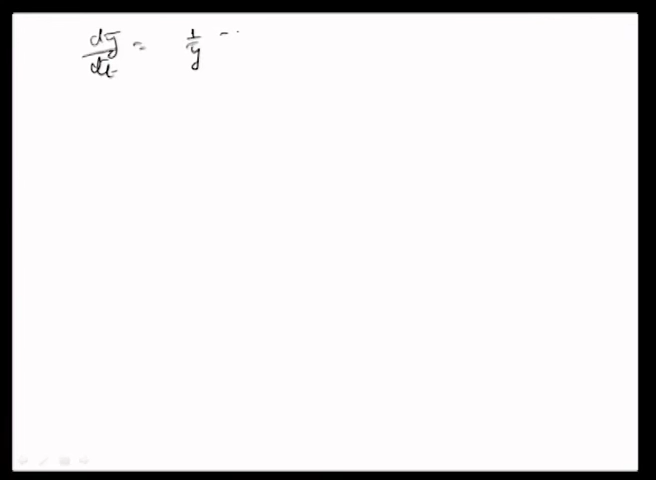 dy/dt = 1/y -